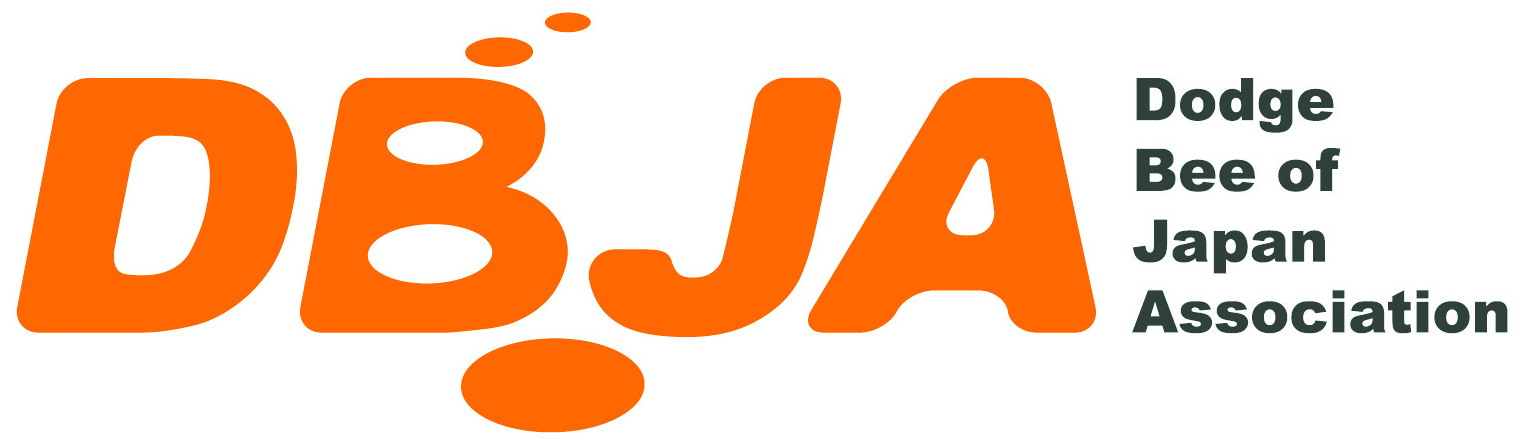 DBJA
Dodge
Bee of
Japan
Association